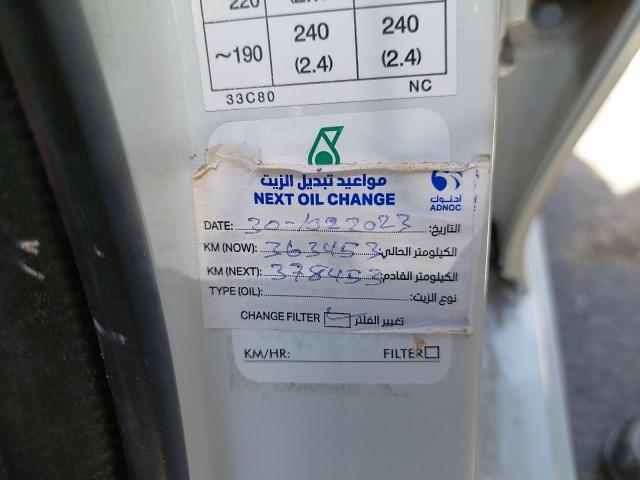 240 240
~190 (2.4) (2.4)
33C80 NC
مواعيد تبديل الزيت
NEXT OIL CHANGE
أدنوك
ADNOC
DATE: 2023 التاريخ:
KM (NOW): 363453 الكيلومتر الحالي:
KM (NEXT): 378453 الكيلومتر القادم:
TYPE (OIL): نوع الزيت:
CHANGE FILTER تغيير الفلتر
KM/HR: FILTER